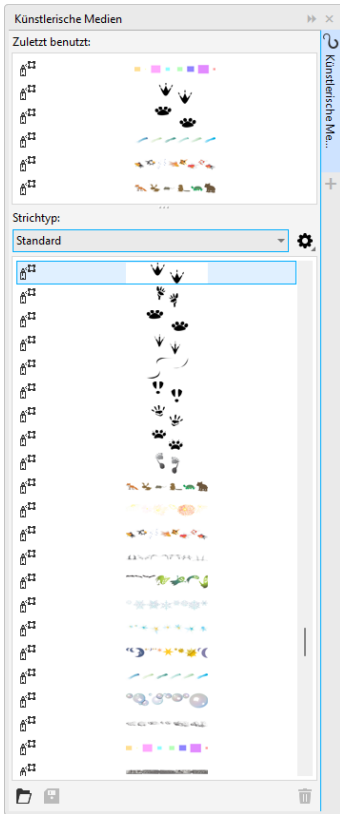 Künstlerische Medien
Zuletzt benutzt:
Künstlerische Me...
Strichtyp:
Standard